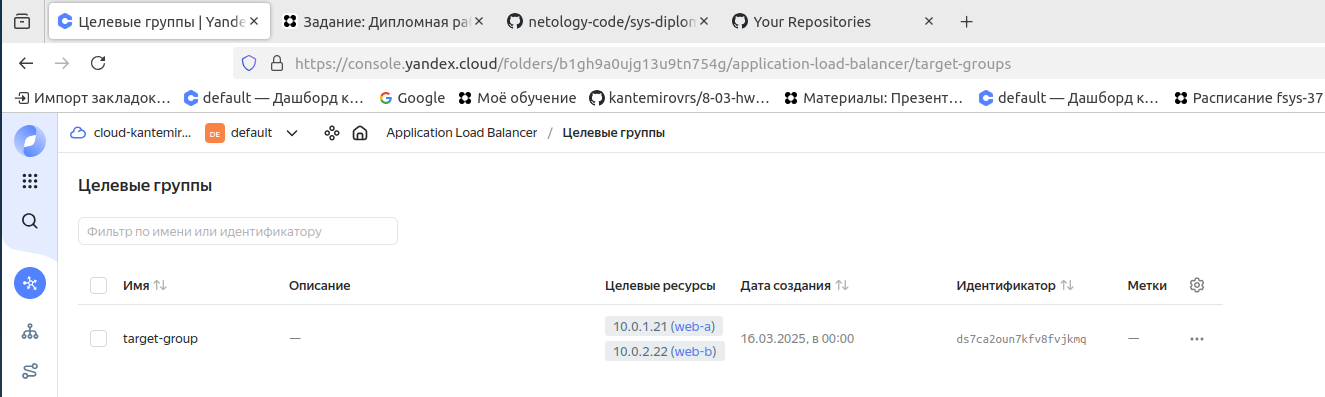 Целевые группы | Yande
Задание: Дипломная ра
netology-code/sys-diplom
Your Repositories
https://console.yandex.cloud/folders/b1gh9a0ujg13u9tn754g/application-load-balancer/target-groups
Импорт закладок…
default — Дашборд к…
Google
Моё обучение
kantemirovrs/8-03-hw…
Материалы: Презент…
default — Дашборд к…
Расписание fsys-37
cloud-kantemir... DE default Application Load Balancer / Целевые группы
Целевые группы
Фильтр по имени или идентификатору
Имя Описание Целевые ресурсы Дата создания Идентификатор Метки
target-group — 10.0.1.21 (web-a) 16.03.2025, в 00:00 ds7ca2oun7kfv8fvjkmq —
10.0.2.22 (web-b)